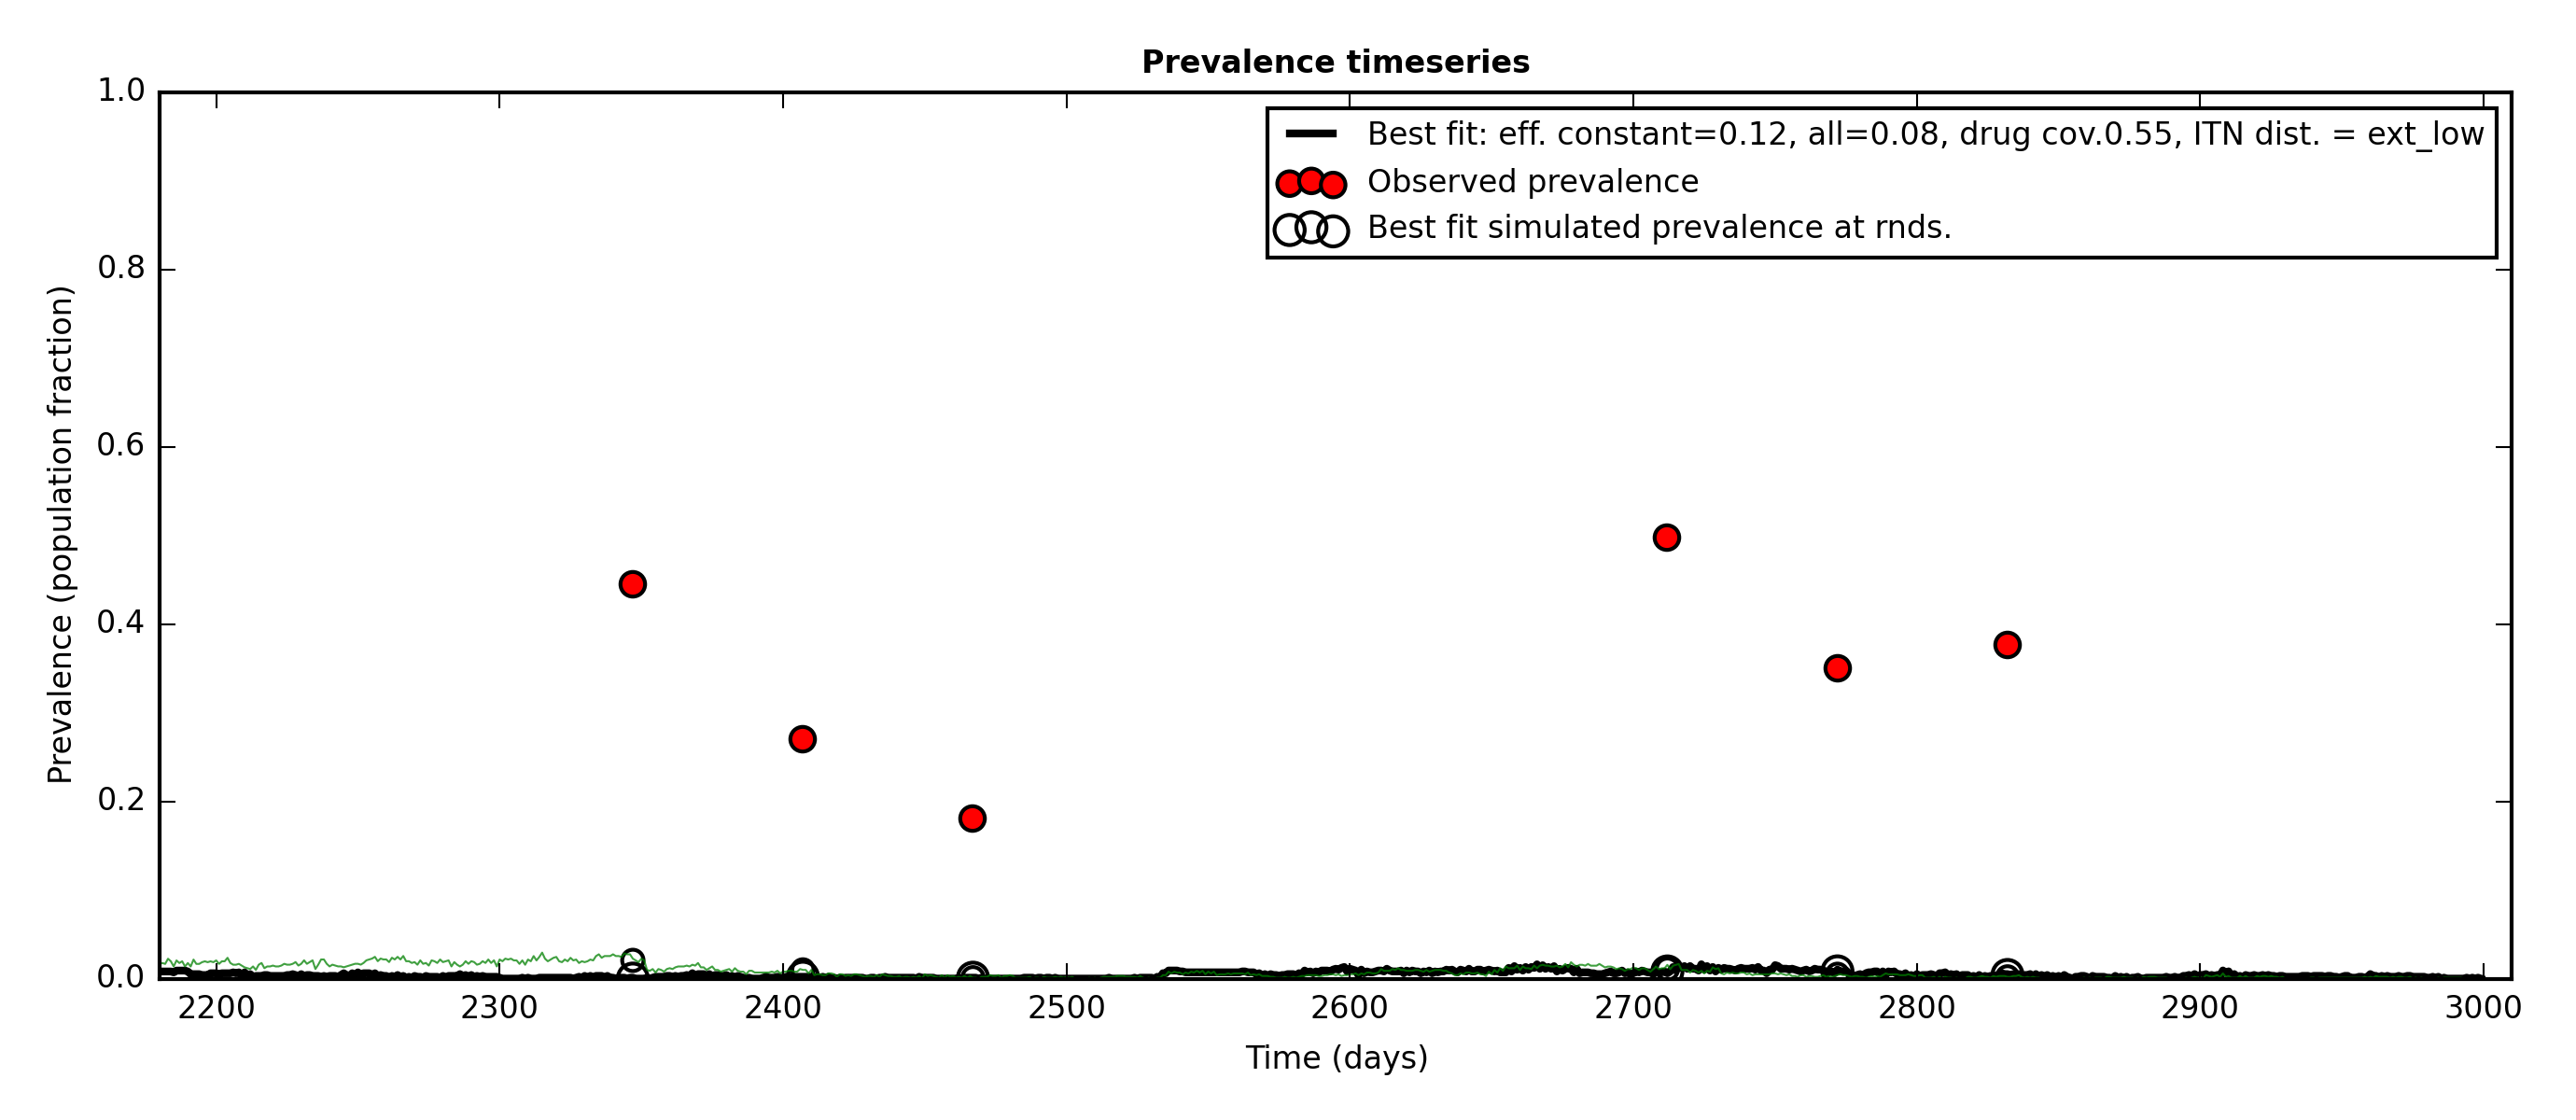 Prevalence timeseries
Best fit: eff. constant=0.12, all=0.08, drug cov.0.55, ITN dist. = ext_low
Observed prevalence
Best fit simulated prevalence at rnds.
Prevalence (population fraction)
1.0
0.8
0.6
0.4
0.2
0.0
2200 2300 2400 2500 2600 2700 2800 2900 3000
Time (days)